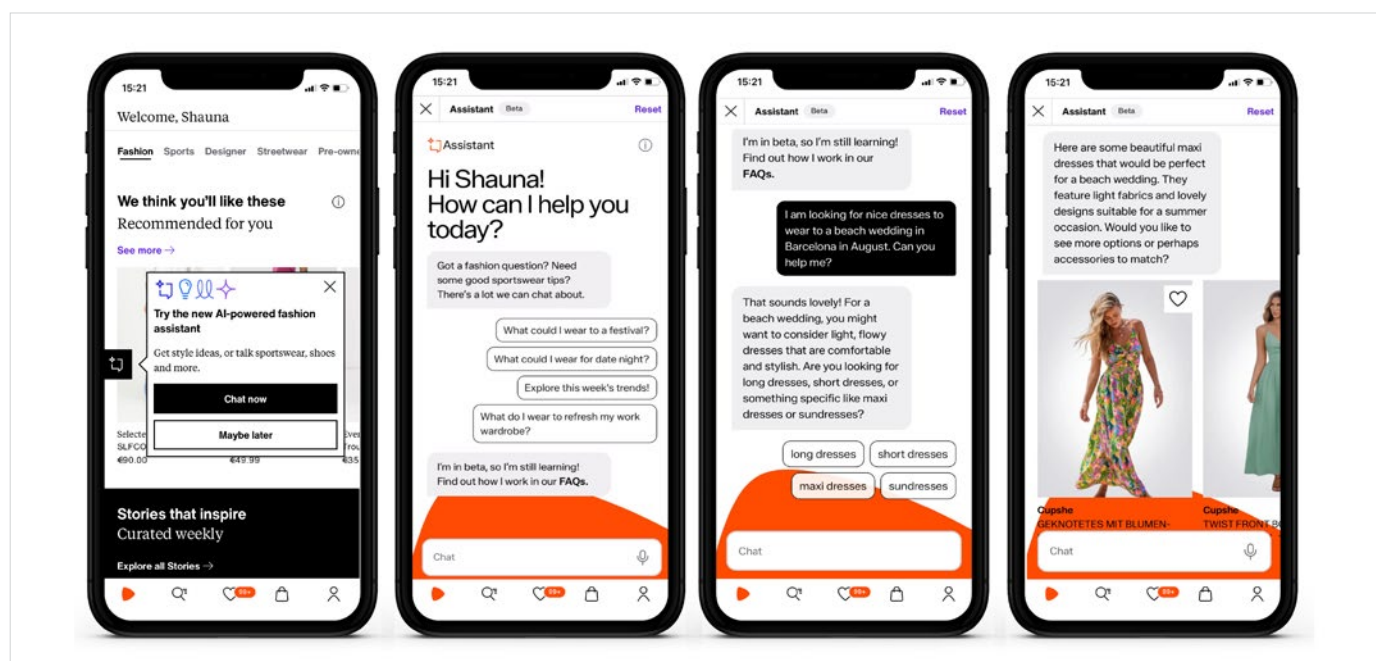 15:21
Welcome, Shauna
Fashion Sports Designer Streetwear Pre-owne
We think you'll like these
Recommended for you
See more →
Try the new AI-powered fashion
assistant
Get style ideas, or talk sportswear, shoes
and more.
Chat now
Maybe later
Selecte
SLFCO
€90.00
€49.99
Ever
Trou
€35
Stories that inspire
Curated weekly
Explore all Stories →
99+
15:21
Assistant Beta Reset
Assistant
Hi Shauna!
How can I help you
today?
Got a fashion question? Need
some good sportswear tips?
There's a lot we can chat about.
What could I wear to a festival?
What could I wear for date night?
Explore this week's trends!
What do I wear to refresh my work
wardrobe?
I'm in beta, so I'm still learning!
Find out how I work in our FAQs.
Chat
99+
15:21
Assistant Beta Reset
I'm in beta, so I'm still learning!
Find out how I work in our
FAQs.
I am looking for nice dresses to
wear to a beach wedding in
Barcelona in August. Can you
help me?
That sounds lovely! For a
beach wedding, you might
want to consider light, flowy
dresses that are comfortable
and stylish. Are you looking for
long dresses, short dresses, or
something specific like maxi
dresses or sundresses?
long dresses short dresses
maxi dresses sundresses
Chat
99+
15:21
Assistant Beta Reset
Here are some beautiful maxi
dresses that would be perfect
for a beach wedding. They
feature light fabrics and lovely
designs suitable for a summer
occasion. Would you like to
see more options or perhaps
accessories to match?
Cupshe
GEKNOTETES MIT BLUMEN-
Cupshe
TWIST FRONT BO
Chat
99+